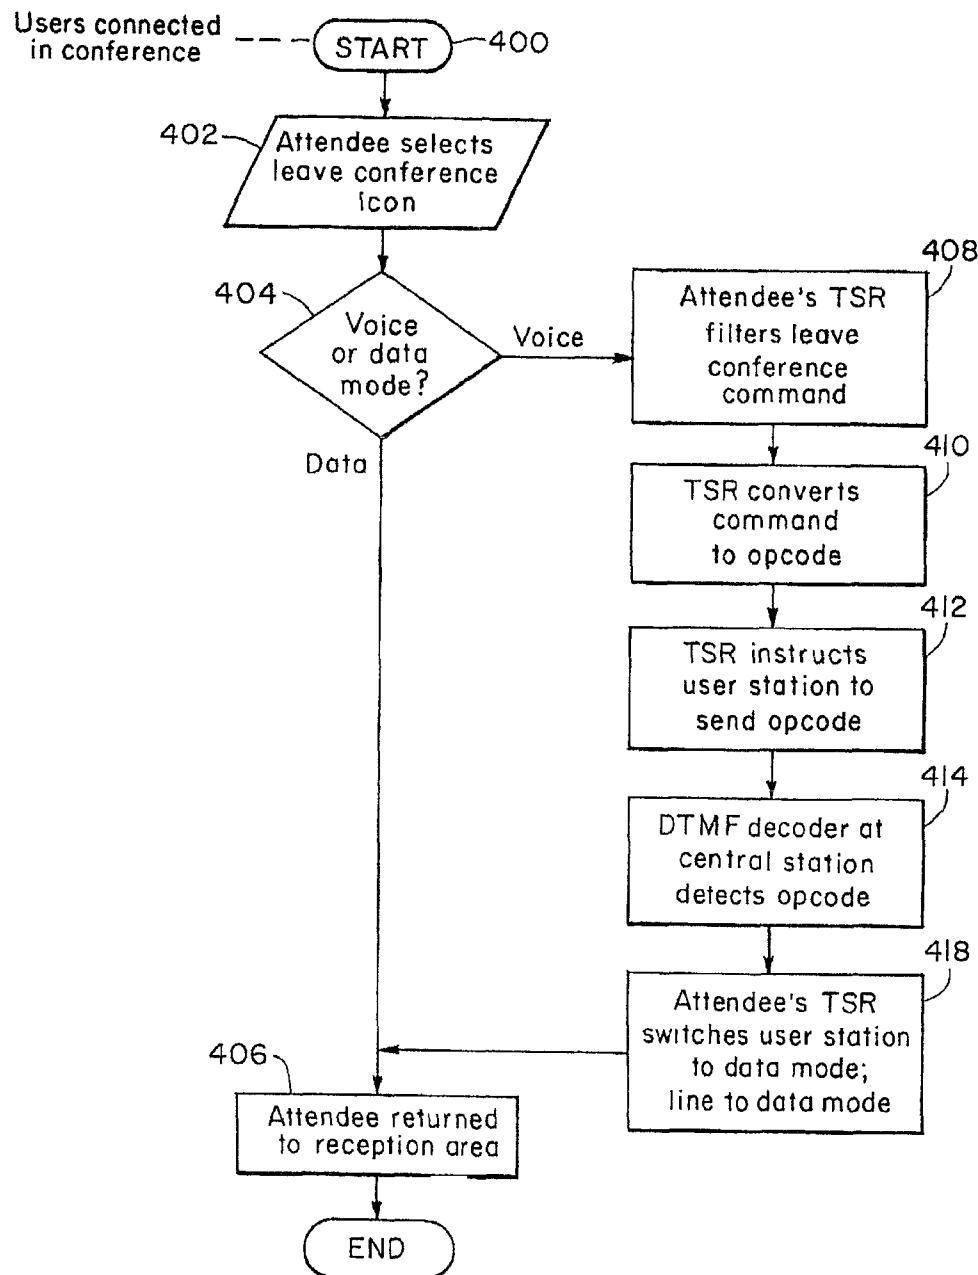 Users connected
in conference
START
400
402
Attendee selects
leave conference
icon
404
Voice
or data
mode?
Voice
Data
408
Attendee's TSR
filters leave
conference
command
410
TSR converts
command
to opcode
412
TSR instructs
user station to
send opcode
414
DTMF decoder at
central station
detects opcode
418
Attendee's TSR
switches user station
to data mode;
line to data mode
406
Attendee returned
to reception area
END